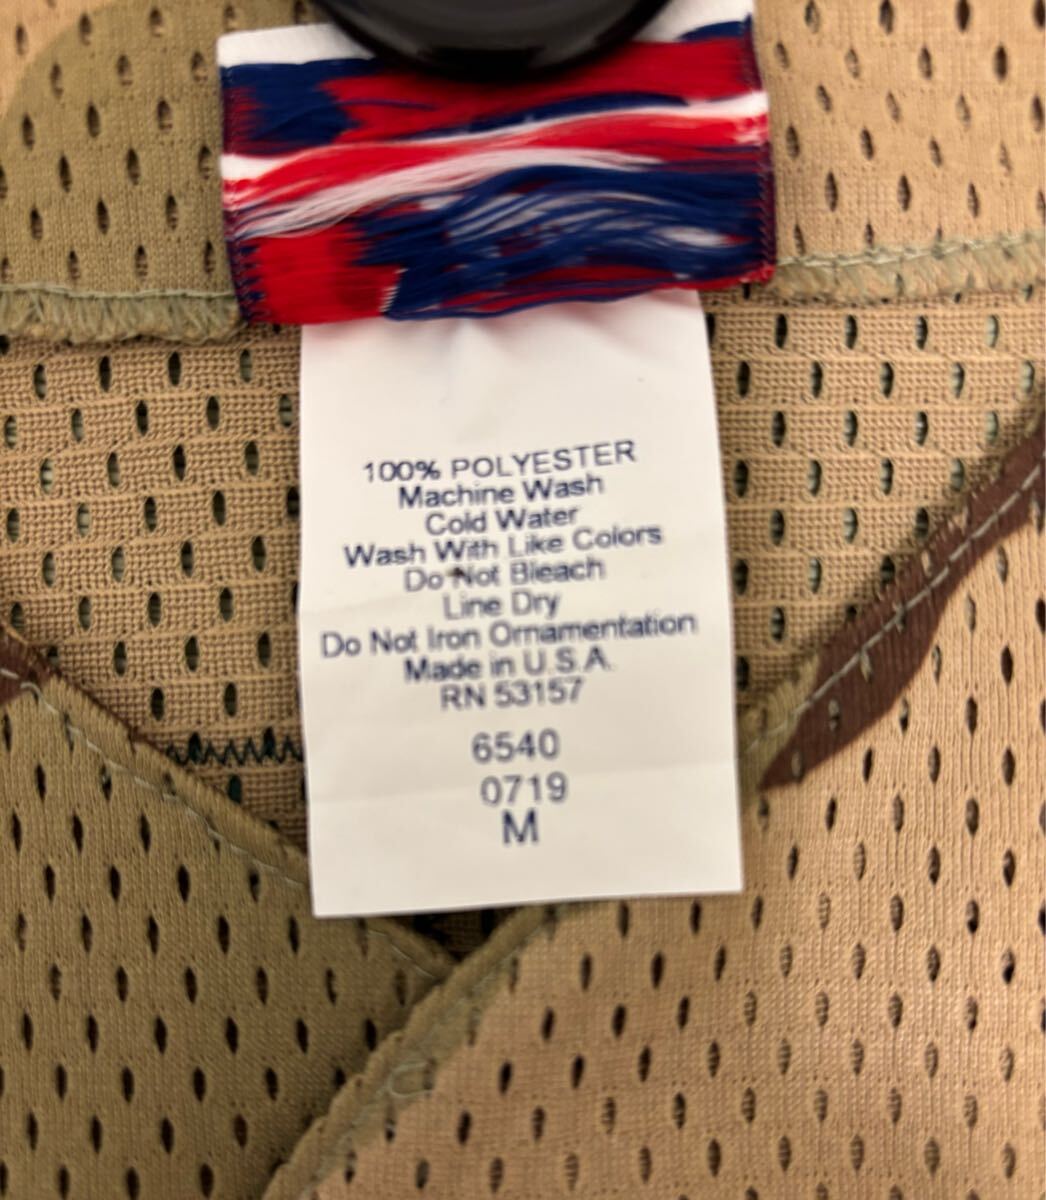 100% POLYESTER
Machine Wash
Cold Water
Wash With Like Colors
Do Not Bleach
Line Dry
Do Not Iron Ornamentation
Made in U.S.A.
RN 53157
6540
0719
M